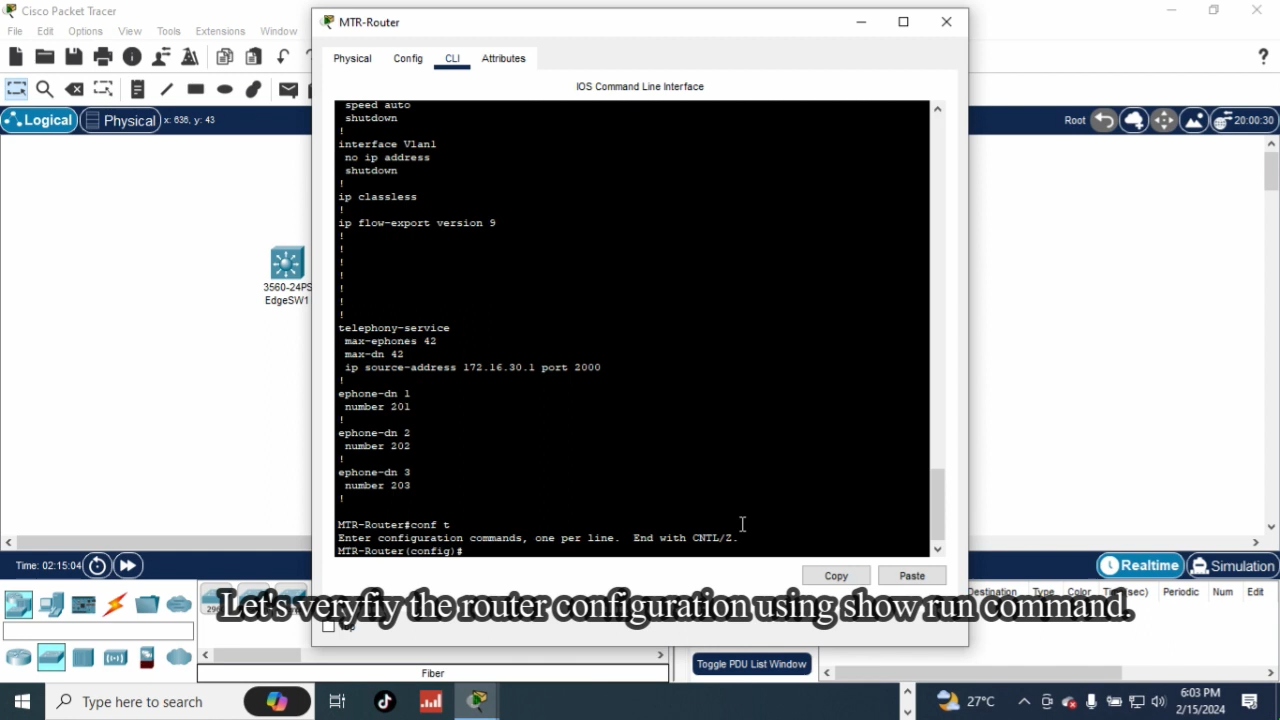 Cisco Packet Tracer
File Edit Options View Tools Extensions Window
MTR-Router
Physical Config CLI Attributes
IOS Command Line Interface
Logical Physical x: 636, y: 43
Root 20:00:30
3560-24PS
EdgeSW1
speed auto
shutdown
!
interface Vlan1
no ip address
shutdown
!
ip classless
!
ip flow-export version 9
!
!
!
!
!
!
!
telephony-service
max-ephones 42
max-dn 42
ip source-address 172.16.30.1 port 2000
!
ephone-dn 1
number 201
!
ephone-dn 2
number 202
!
ephone-dn 3
number 203
!
MTR-Router#conf t
Enter configuration commands, one per line. End with CNTL/Z.
MTR-Router(config)#
Copy Paste
Time: 02:15:04
Realtime Simulation
Destination Type Color Periodic Num Edit
Let's veryfiy the router configuration using show run command.
Fiber
Toggle PDU List Window
Type here to search
27°C
6:03 PM
2/15/2024